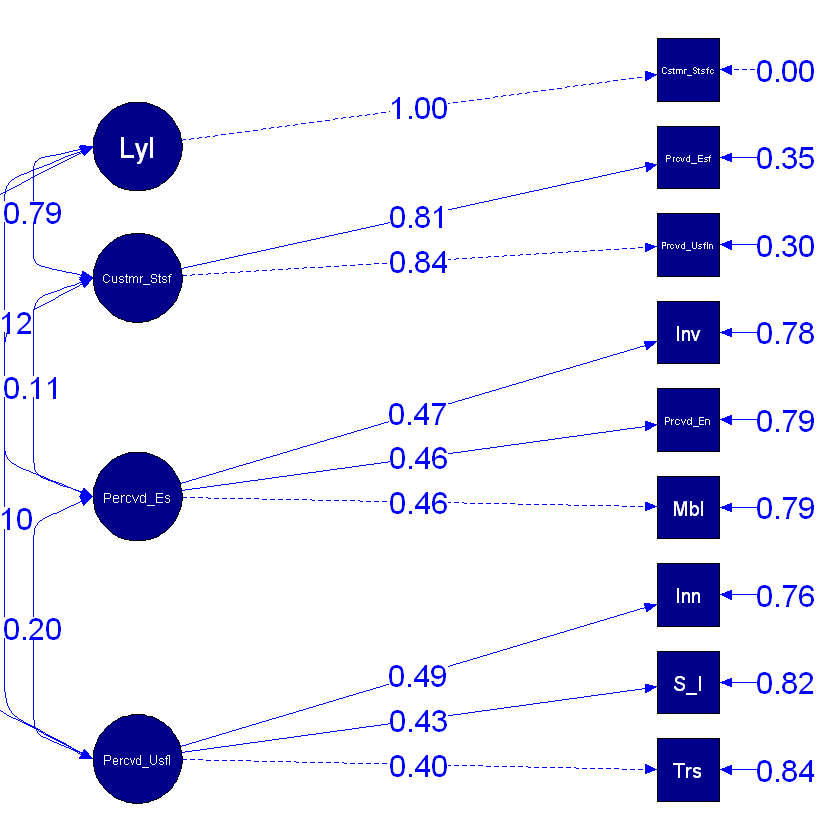 Cstmr_Stsfc
0.00
Lyl
1.00
Prcvd_Esf
0.35
0.79
0.81
Prcvd_Usfln
0.30
Custmr_Stsf
0.84
12
Inv
0.78
0.11
0.47
Prcvd_En
0.79
0.46
Percvd_Es
0.46
Mbl
0.79
10
Inn
0.76
0.20
0.49
S_I
0.82
0.43
Percvd_Usfl
0.40
Trs
0.84